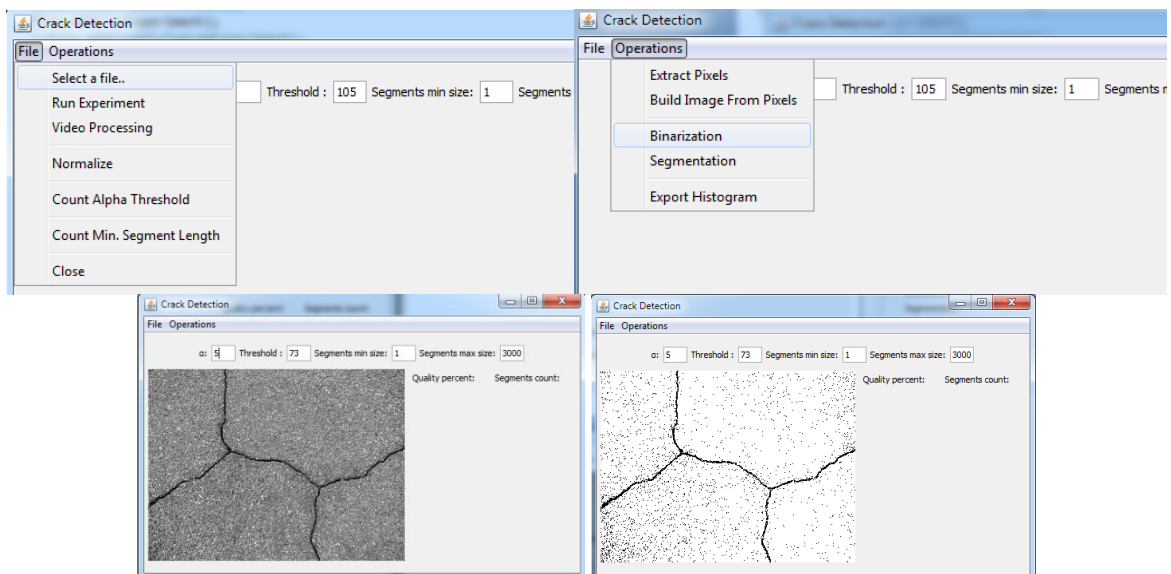 Crack Detection
File Operations
Select a file..
Run Experiment
Video Processing
Normalize
Count Alpha Threshold
Count Min. Segment Length
Close
Threshold : 105 Segments min size: 1 Segments
Crack Detection
File Operations
Extract Pixels
Build Image From Pixels
Binarization
Segmentation
Export Histogram
Threshold : 105 Segments min size: 1 Segments
Crack Detection
File Operations
α: 5 Threshold : 73 Segments min size: 1 Segments max size: 3000
Quality percent: Segments count:
Crack Detection
File Operations
α: 5 Threshold : 73 Segments min size: 1 Segments max size: 3000
Quality percent: Segments count: